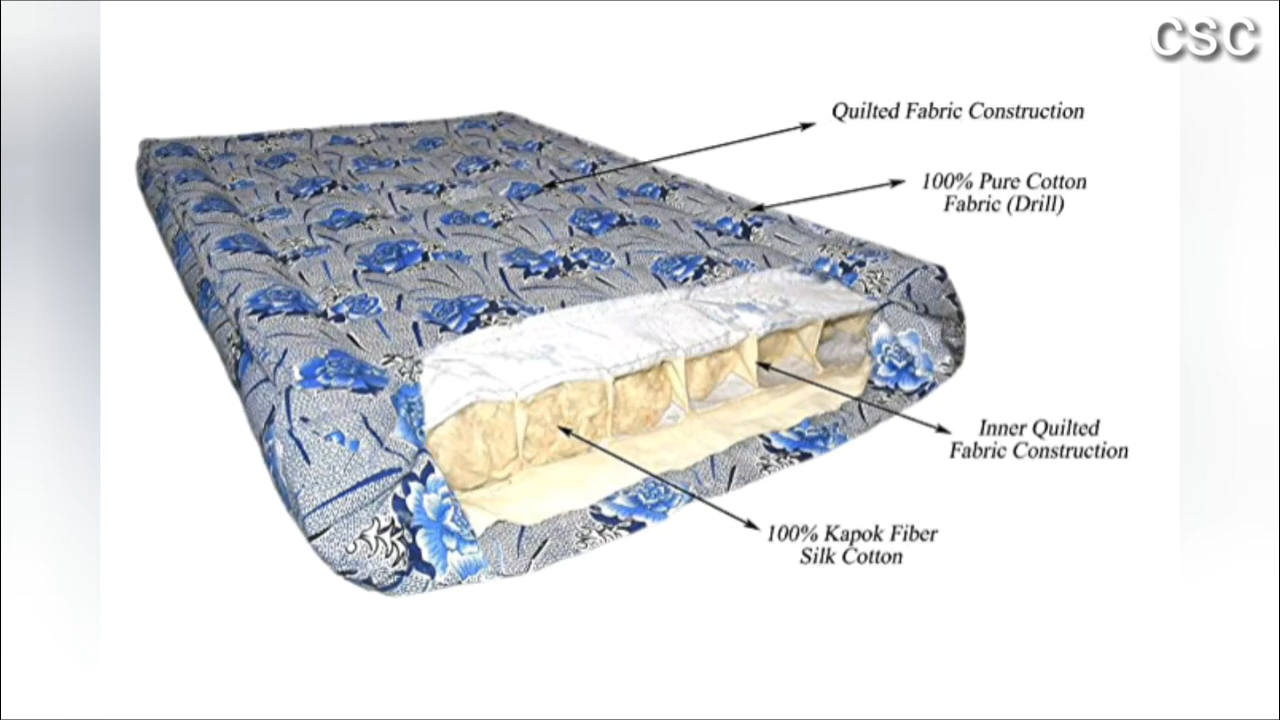 CSC
Quilted Fabric Construction
100% Pure Cotton
Fabric (Drill)
Inner Quilted
Fabric Construction
100% Kapok Fiber
Silk Cotton